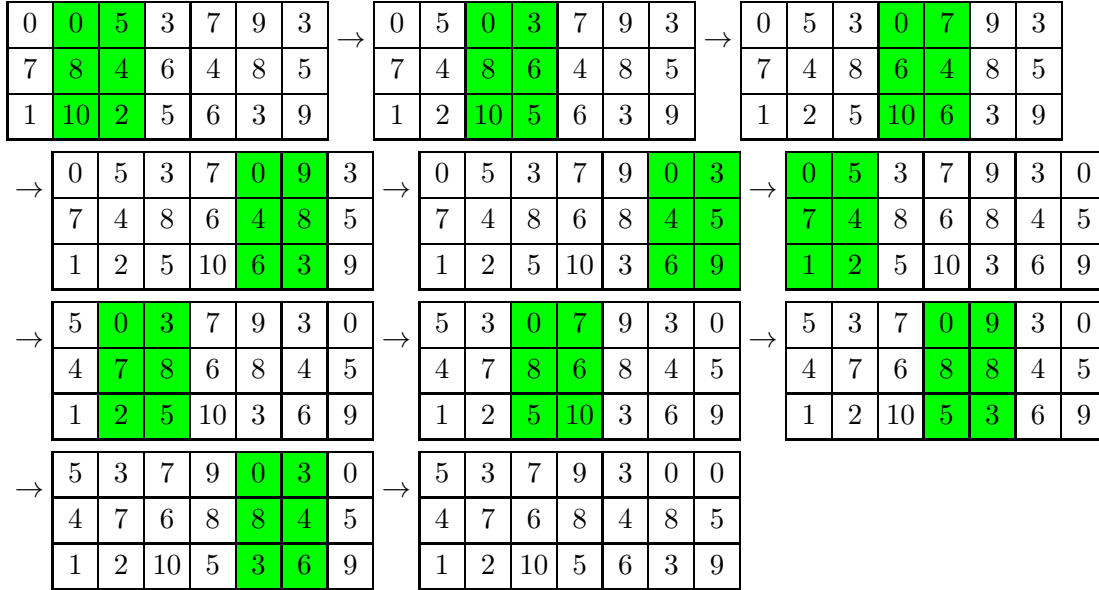 0 0 5 3 7 9 3 → 0 5 0 3 7 9 3 → 0 5 3 0 7 9 3
7 8 4 6 4 8 5 7 4 8 6 4 8 5 7 4 8 6 4 8 5
1 10 2 5 6 3 9 1 2 10 5 6 3 9 1 2 5 10 6 3 9
→ 0 5 3 7 0 9 3 → 0 5 3 7 9 0 3 → 0 5 3 7 9 3 0
7 4 8 6 4 8 5 7 4 8 6 8 4 5 7 4 8 6 8 4 5
1 2 5 10 6 3 9 1 2 5 10 3 6 9 1 2 5 10 3 6 9
→ 5 0 3 7 9 3 0 → 5 3 0 7 9 3 0 → 5 3 7 0 9 3 0
4 7 8 6 8 4 5 4 7 8 6 8 4 5 4 7 6 8 8 4 5
1 2 5 10 3 6 9 1 2 5 10 3 6 9 1 2 10 5 3 6 9
→ 5 3 7 9 0 3 0 → 5 3 7 9 3 0 0
4 7 6 8 8 4 5 4 7 6 8 4 8 5
1 2 10 5 3 6 9 1 2 10 5 6 3 9